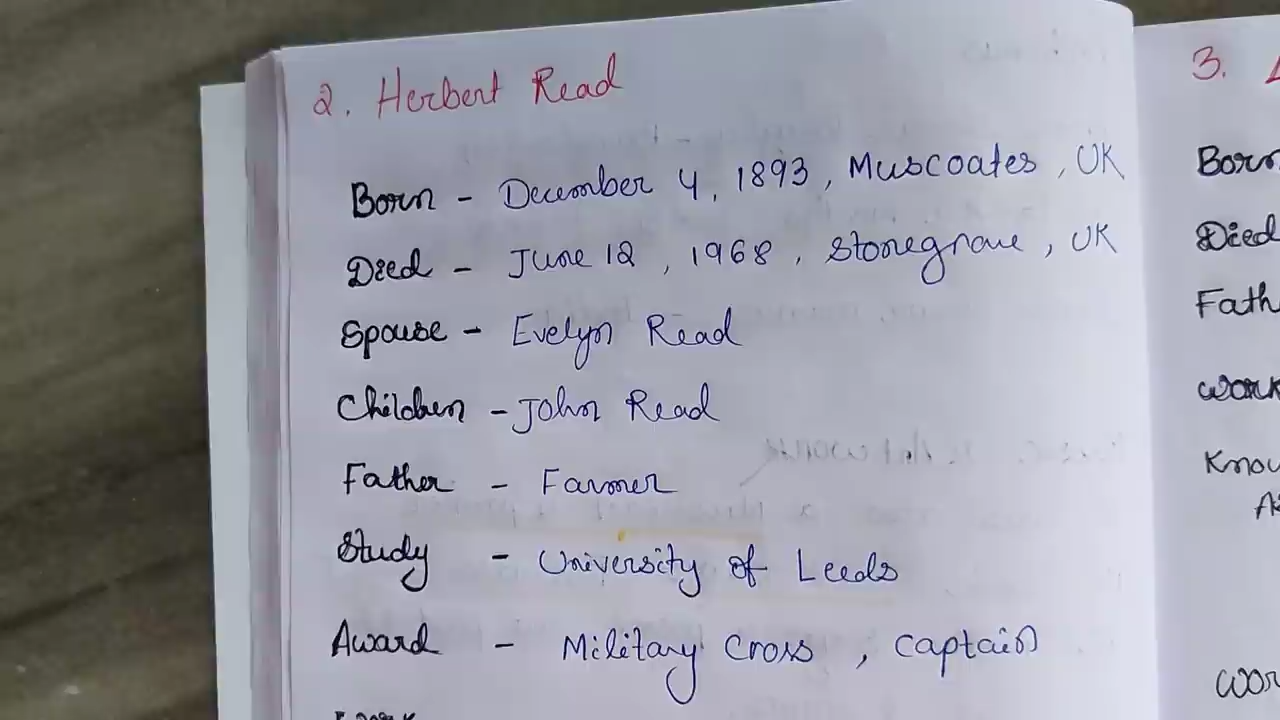 2. Herbert Read
Born - December 4, 1893, Muscoates, UK
Died - June 12, 1968, Stonegrave, UK
Spouse - Evelyn Read
Children - John Read
Father - Farmer
Study - University of Leeds
Award - Military Cross, Captain
3.
Born
Died
Fath
Work
Know